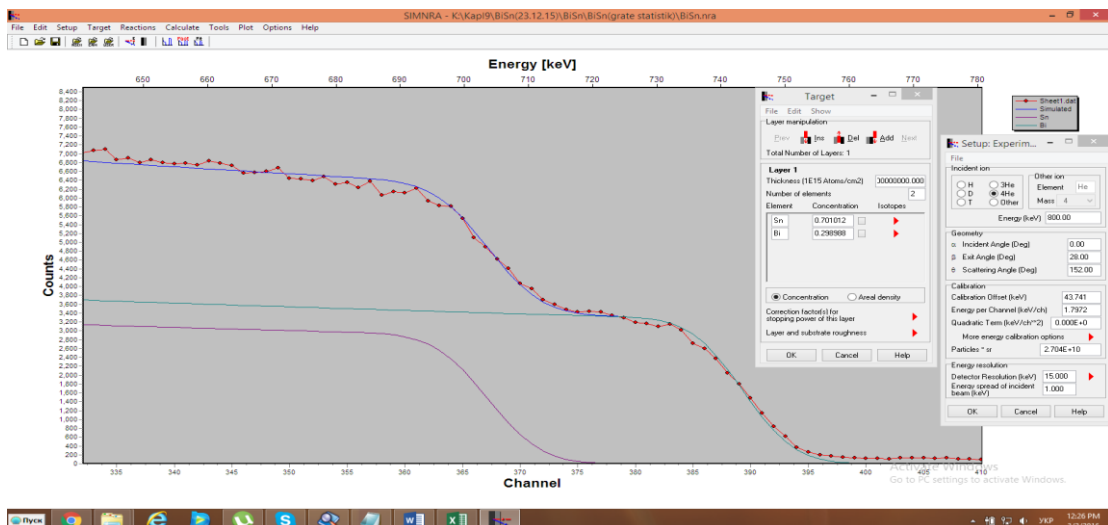 SIMNRA - K:\Kapl9\BiSn(23.12.15)\BiSn\BiSn(grate statistik)\BiSn.nra
File Edit Setup Target Reactions Calculate Tools Plot Options Help
Energy [keV]
650 660 670 680 690 700 710 720 730 740 750 760 770 780
8,400
8,200
8,000
7,800
7,600
7,400
7,200
7,000
6,800
6,600
6,400
6,200
6,000
5,800
5,600
5,400
5,200
5,000
4,800
4,600
4,400
4,200
4,000
3,800
3,600
3,400
3,200
3,000
2,800
2,600
2,400
2,200
2,000
1,800
1,600
1,400
1,200
1,000
800
600
400
200
0
Counts
335 340 345 350 355 360 365 370 375 380 385 390 395 400 405 410
Channel
Sheet1.dat
Simulated
Sn
Bi
Target
File Edit Show
Layer manipulation
Prev Ins Del Add Next
Total Number of Layers: 1
Layer 1
Thickness (1E15 Atoms/cm2) 00000000.000
Number of elements 2
Element Concentration Isotopes
Sn 0.701012
Bi 0.298988
Concentration Areal density
Correction factor(s) for
stopping power of this layer
Layer and substrate roughness
OK Cancel Help
Setup: Experim...
File
Incident ion
H 3He
D 4He
T Other
Other ion
Element He
Mass 4
Energy (keV) 800.00
Geometry
α Incident Angle (Deg) 0.00
β Exit Angle (Deg) 28.00
θ Scattering Angle (Deg) 152.00
Calibration
Calibration Offset (keV) 43.741
Energy per Channel (keV/ch) 1.7972
Quadratic Term (keV/ch^2) 0.000E+0
More energy calibration options
Particles * sr 2.704E+10
Energy resolution
Detector Resolution (keV) 15.000
Energy spread of incident
beam (keV) 1.000
OK Cancel Help
Activate Windows
Go to PC settings to activate Windows.
Пуск
УКР
12:26 PM